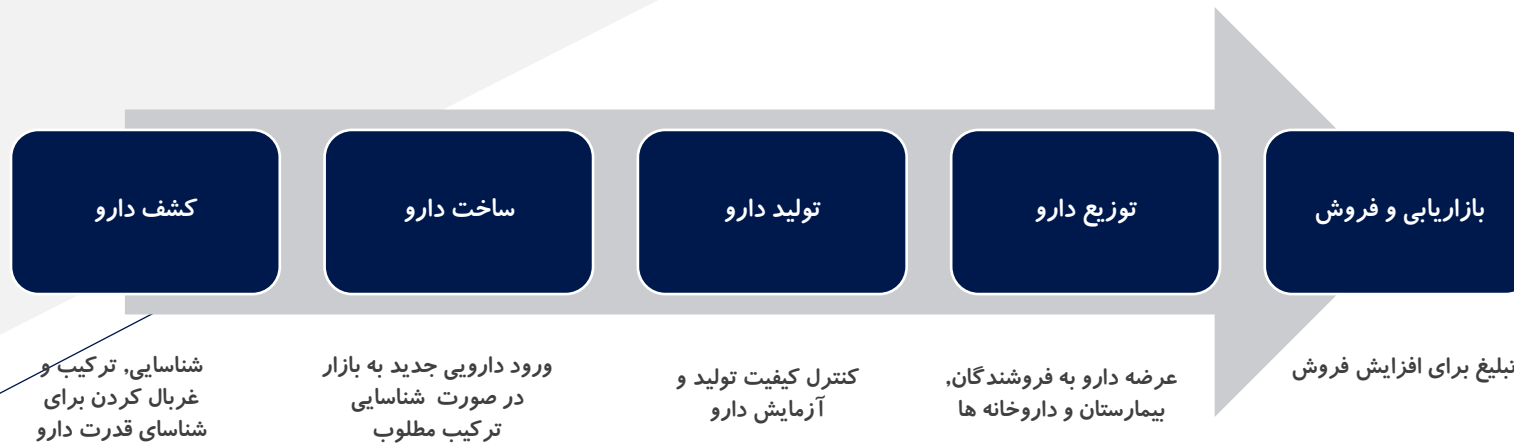 کشف دارو
ساخت دارو
تولید دارو
توزیع دارو
بازاریابی و فروش
شناسایی, ترکیب و
غربال کردن برای
شناسای قدرت دارو
ورود دارویی جدید به بازار
در صورت شناسایی
ترکیب مطلوب
کنترل کیفیت تولید و
آزمایش دارو
عرضه دارو به فروشندگان,
بیمارستان و داروخانه ها
تبلیغ برای افزایش فروش